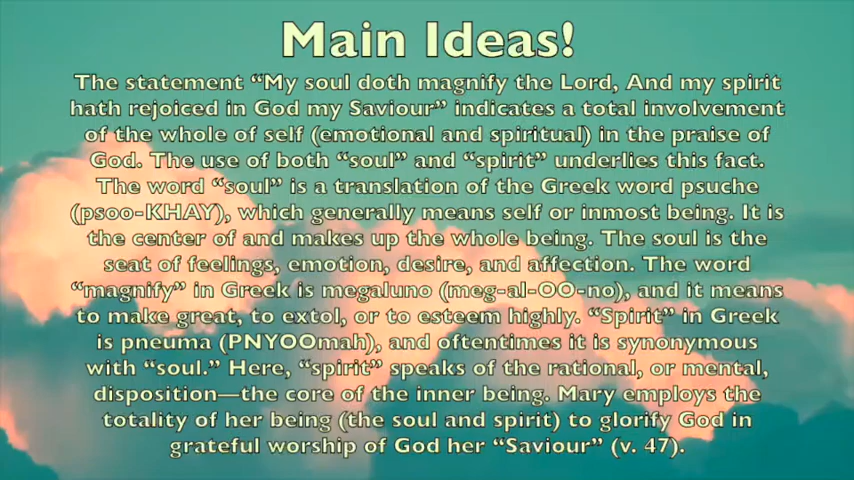 Main Ideas!
The statement “My soul doth magnify the Lord, And my spirit
hath rejoiced in God my Saviour” indicates a total involvement
of the whole of self (emotional and spiritual) in the praise of
God. The use of both “soul” and “spirit” underlies this fact.
The word “soul” is a translation of the Greek word psuche
(psoo-KHAY), which generally means self or inmost being. It is
the center of and makes up the whole being. The soul is the
seat of feelings, emotion, desire, and affection. The word
“magnify” in Greek is megaluno (meg-al-OO-no), and it means
to make great, to extol, or to esteem highly. “Spirit” in Greek
is pneuma (PNYOOmah), and oftentimes it is synonymous
with “soul.” Here, “spirit” speaks of the rational, or mental,
disposition—the core of the inner being. Mary employs the
totality of her being (the soul and spirit) to glorify God in
grateful worship of God her “Saviour” (v. 47).